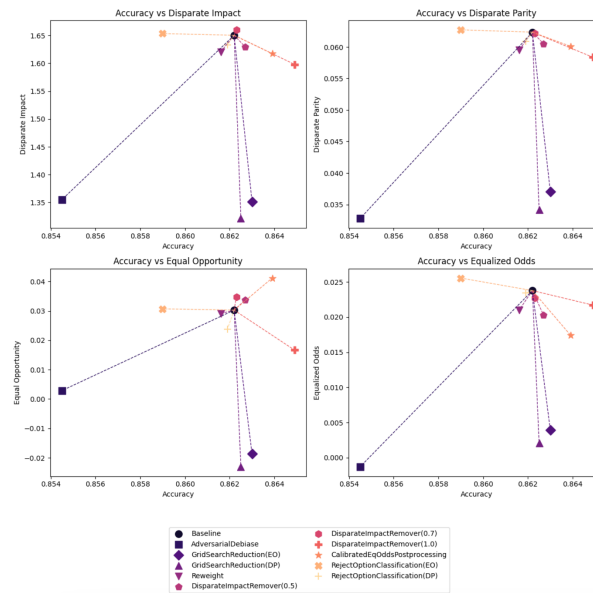 Accuracy vs Disparate Impact
Disparate Impact
1.65
1.60
1.55
1.50
1.45
1.40
1.35
0.854
0.856
0.858
0.860
0.862
0.864
Accuracy
Accuracy vs Disparate Parity
Disparate Parity
0.060
0.055
0.050
0.045
0.040
0.035
0.854
0.856
0.858
0.860
0.862
0.864
Accuracy
Accuracy vs Equal Opportunity
Equal Opportunity
0.04
0.03
0.02
0.01
0.00
−0.01
−0.02
0.854
0.856
0.858
0.860
0.862
0.864
Accuracy
Accuracy vs Equalized Odds
Equalized Odds
0.025
0.020
0.015
0.010
0.005
0.000
0.854
0.856
0.858
0.860
0.862
0.864
Accuracy
Baseline
AdversarialDebiase
GridSearchReduction(EO)
GridSearchReduction(DP)
Reweight
DisparateImpactRemover(0.5)
DisparateImpactRemover(0.7)
DisparateImpactRemover(1.0)
CalibratedEqOddsPostprocessing
RejectOptionClassification(EO)
RejectOptionClassification(DP)